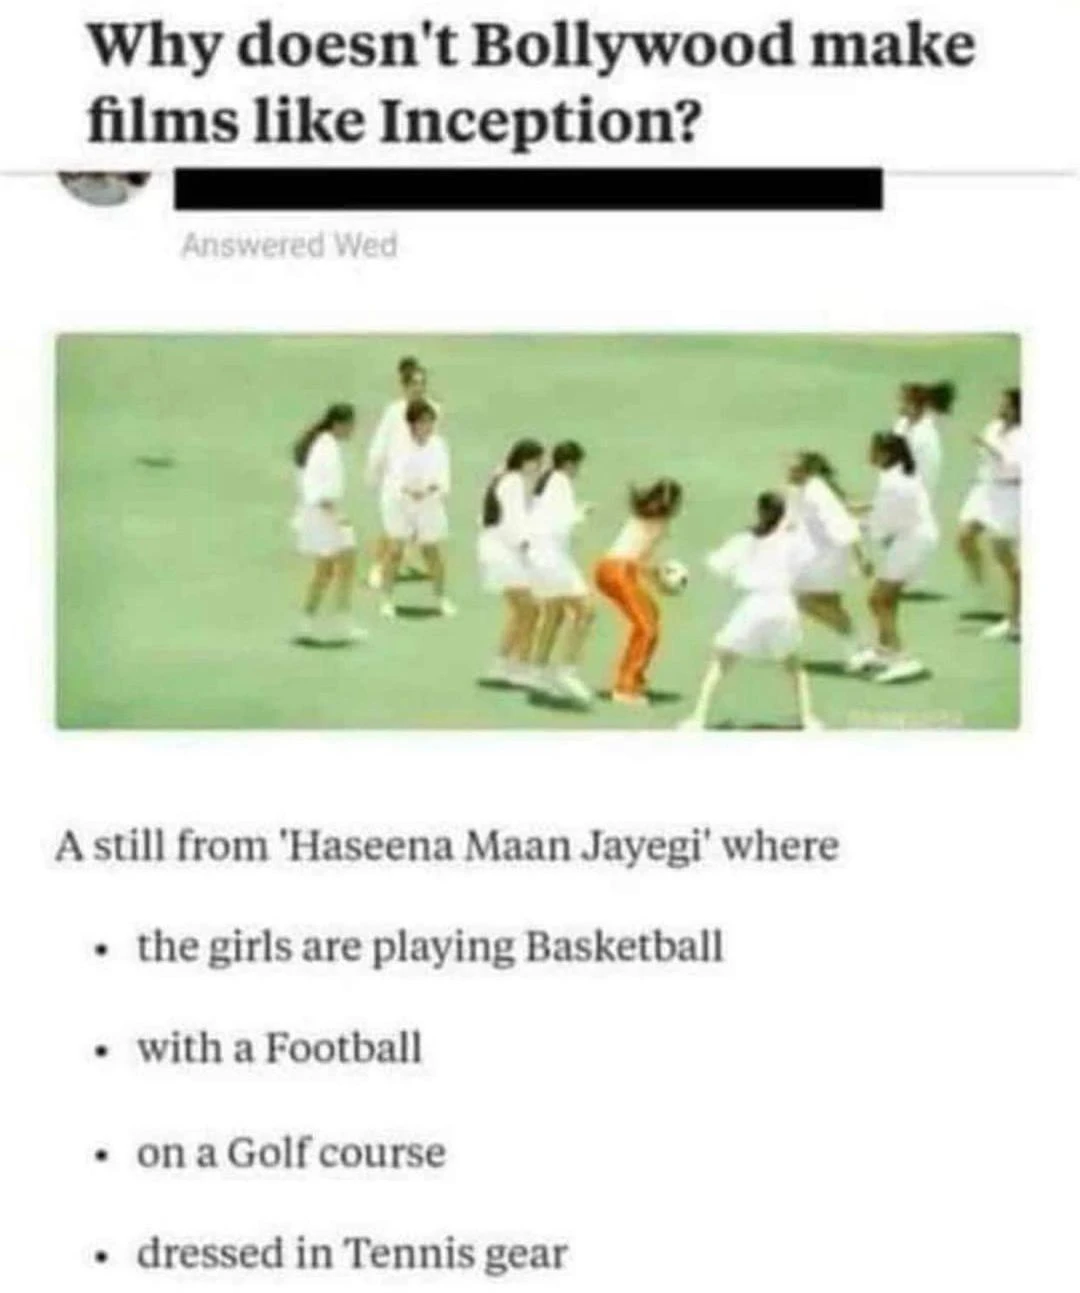 Why doesn't Bollywood make
films like Inception?
Answered Wed
A still from 'Haseena Maan Jayegi' where
• the girls are playing Basketball
• with a Football
• on a Golf course
• dressed in Tennis gear